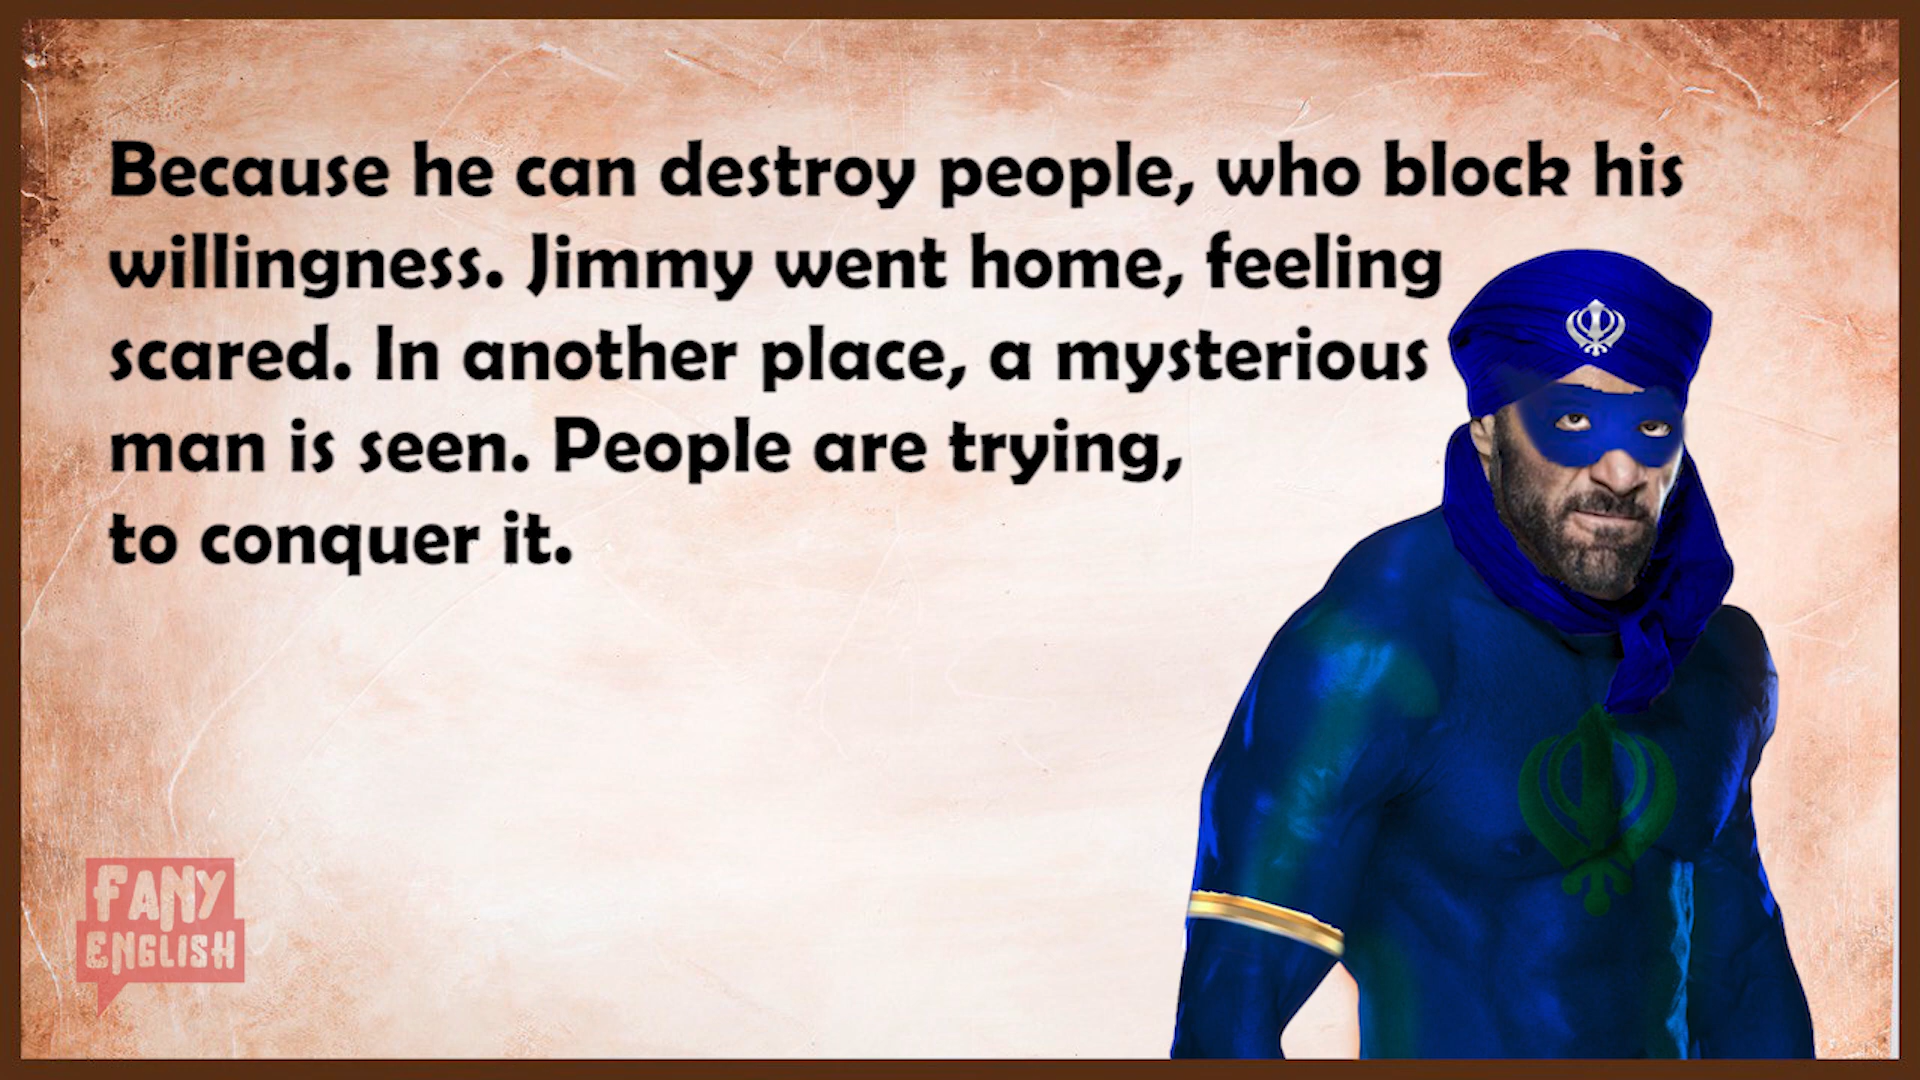 Because he can destroy people, who block his
willingness. Jimmy went home, feeling
scared. In another place, a mysterious
man is seen. People are trying,
to conquer it.
FANY
ENGLISH